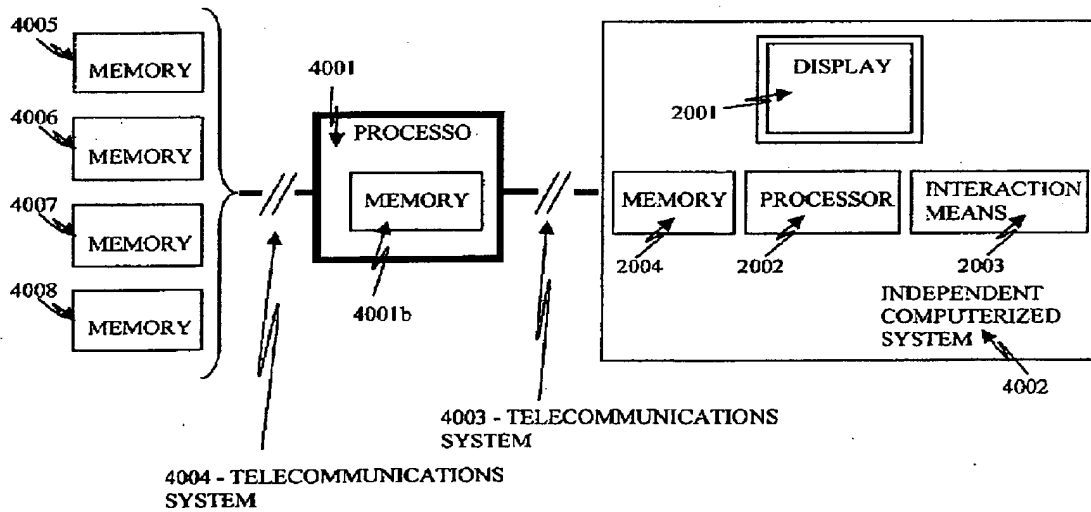 4005
MEMORY
4006
MEMORY
4007
MEMORY
4008
MEMORY
4001
PROCESSO
MEMORY
4001b
DISPLAY
2001
MEMORY
PROCESSOR
INTERACTION
MEANS
2004
2002
2003
INDEPENDENT
COMPUTERIZED
SYSTEM
4002
4003 - TELECOMMUNICATIONS
SYSTEM
4004 - TELECOMMUNICATIONS
SYSTEM